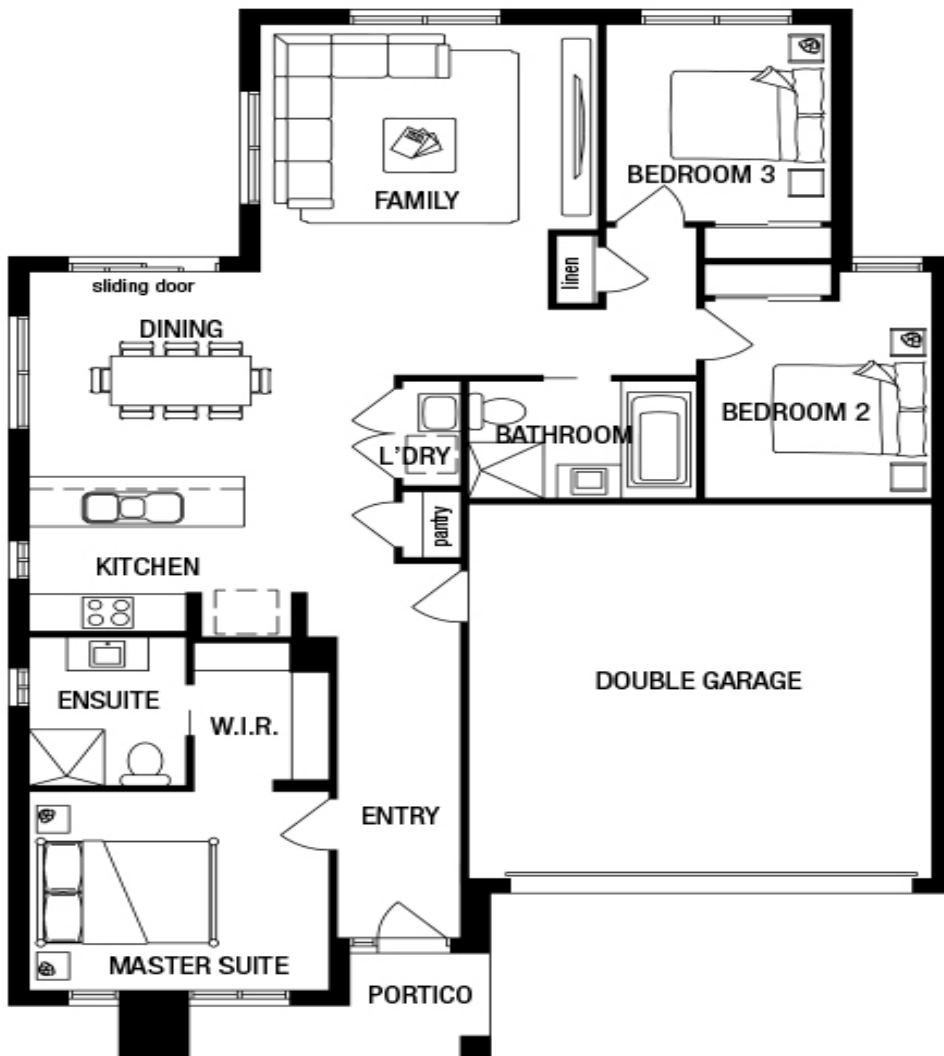 BEDROOM 3
FAMILY
linen
sliding door
DINING
BEDROOM 2
BATHROOM
L'DRY
pantry
KITCHEN
DOUBLE GARAGE
ENSUITE
W.I.R.
ENTRY
MASTER SUITE
PORTICO